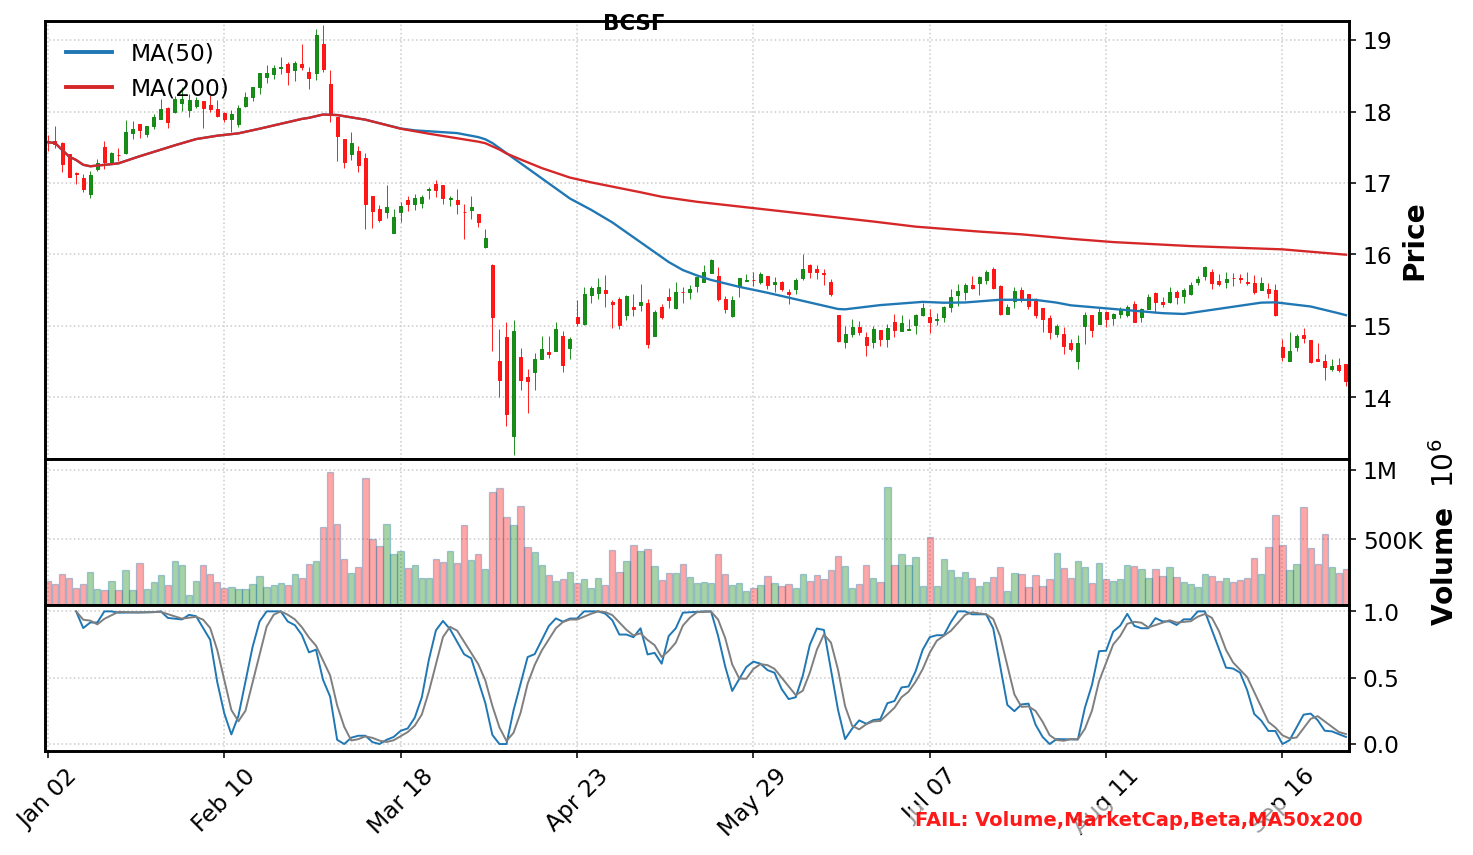 BCSF
MA(50)
MA(200)
19
18
17
16
15
14
Price
1M
500K
Volume 10⁶
1.0
0.5
0.0
Jan 02
Feb 10
Mar 18
Apr 23
May 29
Jul 07
Aug 11
Sep 16
FAIL: Volume,MarketCap,Beta,MA50x200